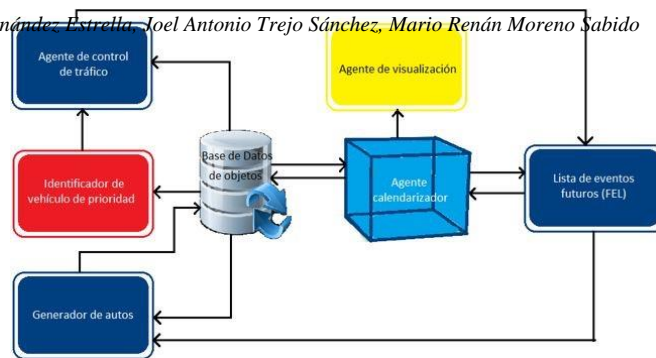 nández Estrella, Joel Antonio Trejo Sánchez, Mario Renán Moreno Sabido
Agente de control
de tráfico
Agente de visualización
Identificador de
vehículo de prioridad
Base de Datos
de objetos
Agente
calendarizador
Lista de eventos
futuros (FEL)
Generador de autos